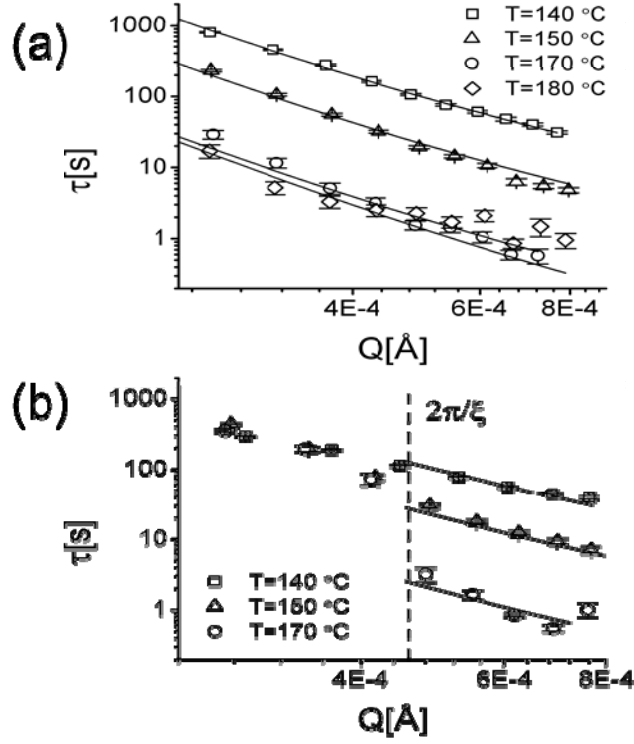 (a)
1000
100
10
1
τ[s]
T=140 °C
T=150 °C
T=170 °C
T=180 °C
4E-4 6E-4 8E-4
Q[Å]
(b)
1000
100
10
1
τ[s]
2π/ξ
T=140 °C
T=150 °C
T=170 °C
4E-4 6E-4 8E-4
Q[Å]